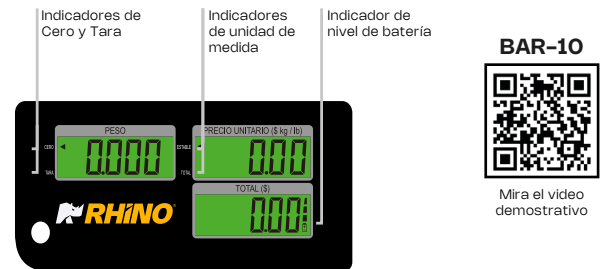 Indicadores de
Cero y Tara
Indicadores
de unidad de
medida
Indicador de
nivel de batería
BAR-10
PESO
PRECIO UNITARIO ($ kg / lb)
CERO
0.000
ESTABLE
0.00
TARA
TOTAL
TOTAL ($)
0.00
RHINO
Mira el video
demostrativo